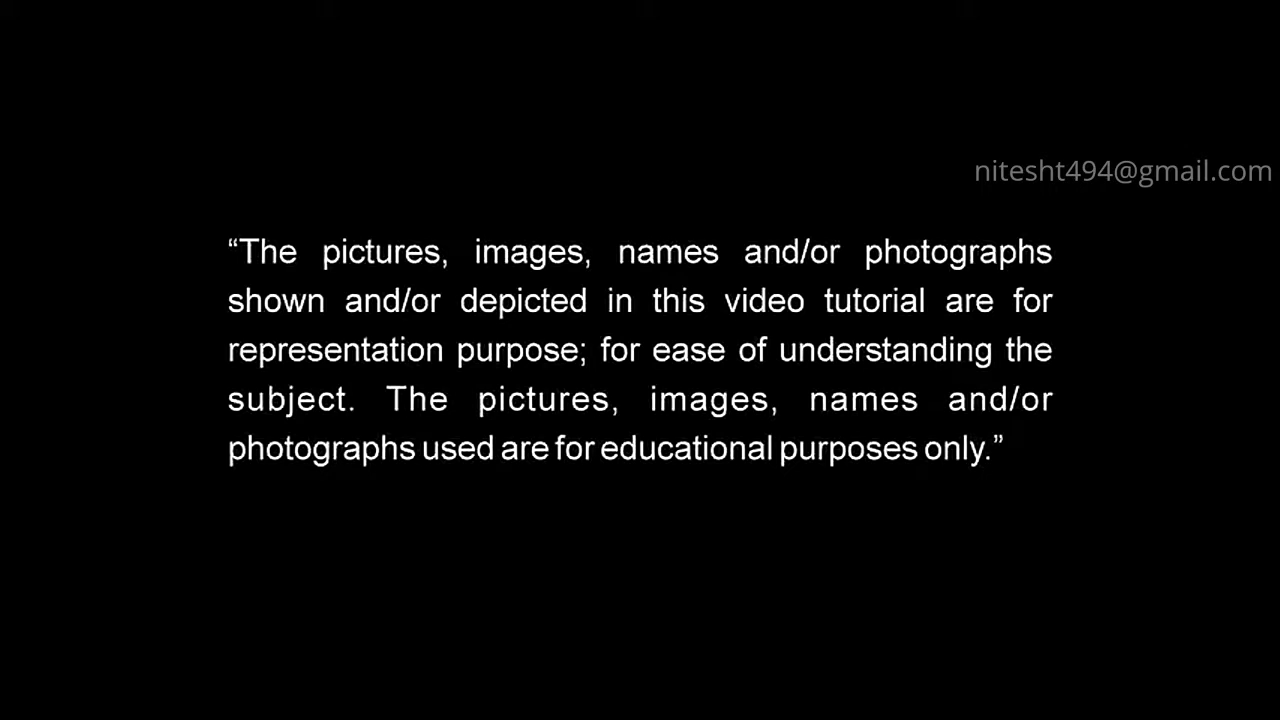 nitesht494@gmail.com
“The pictures, images, names and/or photographs
shown and/or depicted in this video tutorial are for
representation purpose; for ease of understanding the
subject. The pictures, images, names and/or
photographs used are for educational purposes only.”